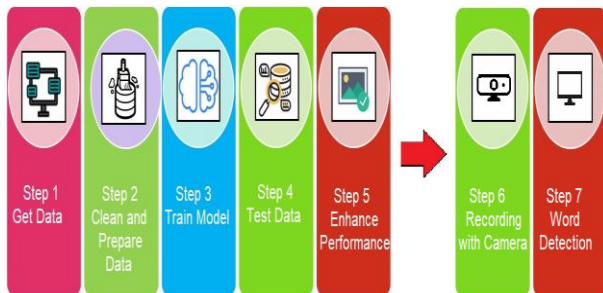 Step 1
Get Data
Step 2
Clean and
Prepare
Data
Step 3
Train Model
Step 4
Test Data
Step 5
Enhance
Performance
Step 6
Recording
with Camera
Step 7
Word
Detection